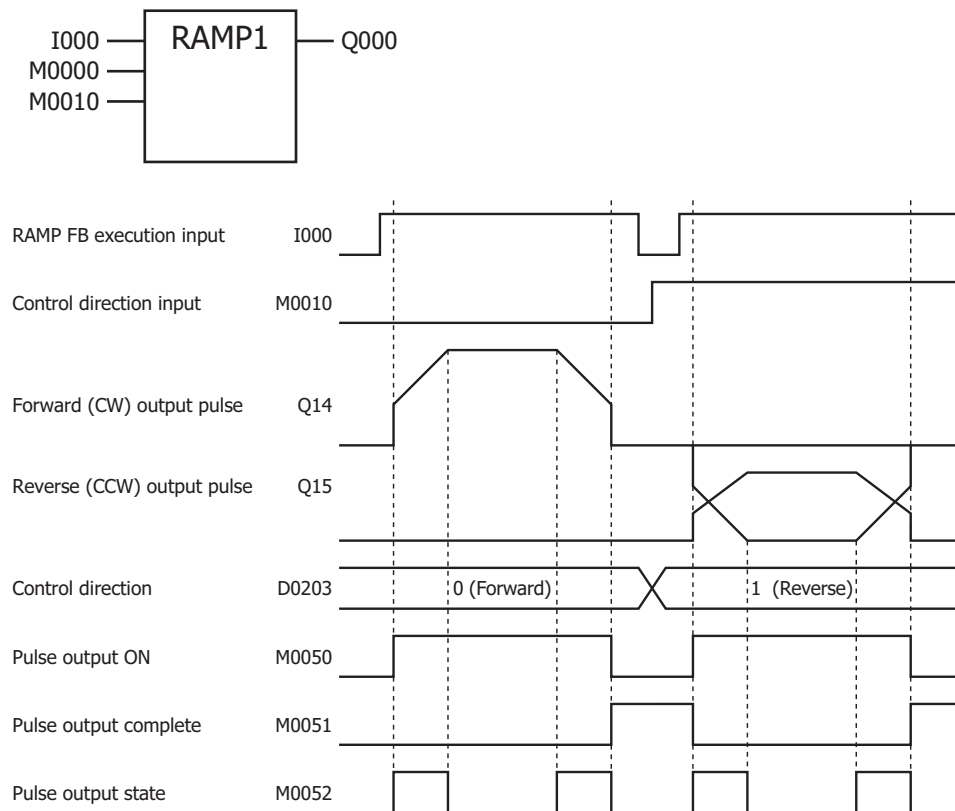 I000 RAMP1 Q000
M0000
M0010
RAMP FB execution input I000
Control direction input M0010
Forward (CW) output pulse Q14
Reverse (CCW) output pulse Q15
Control direction D0203 0 (Forward) 1 (Reverse)
Pulse output ON M0050
Pulse output complete M0051
Pulse output state M0052